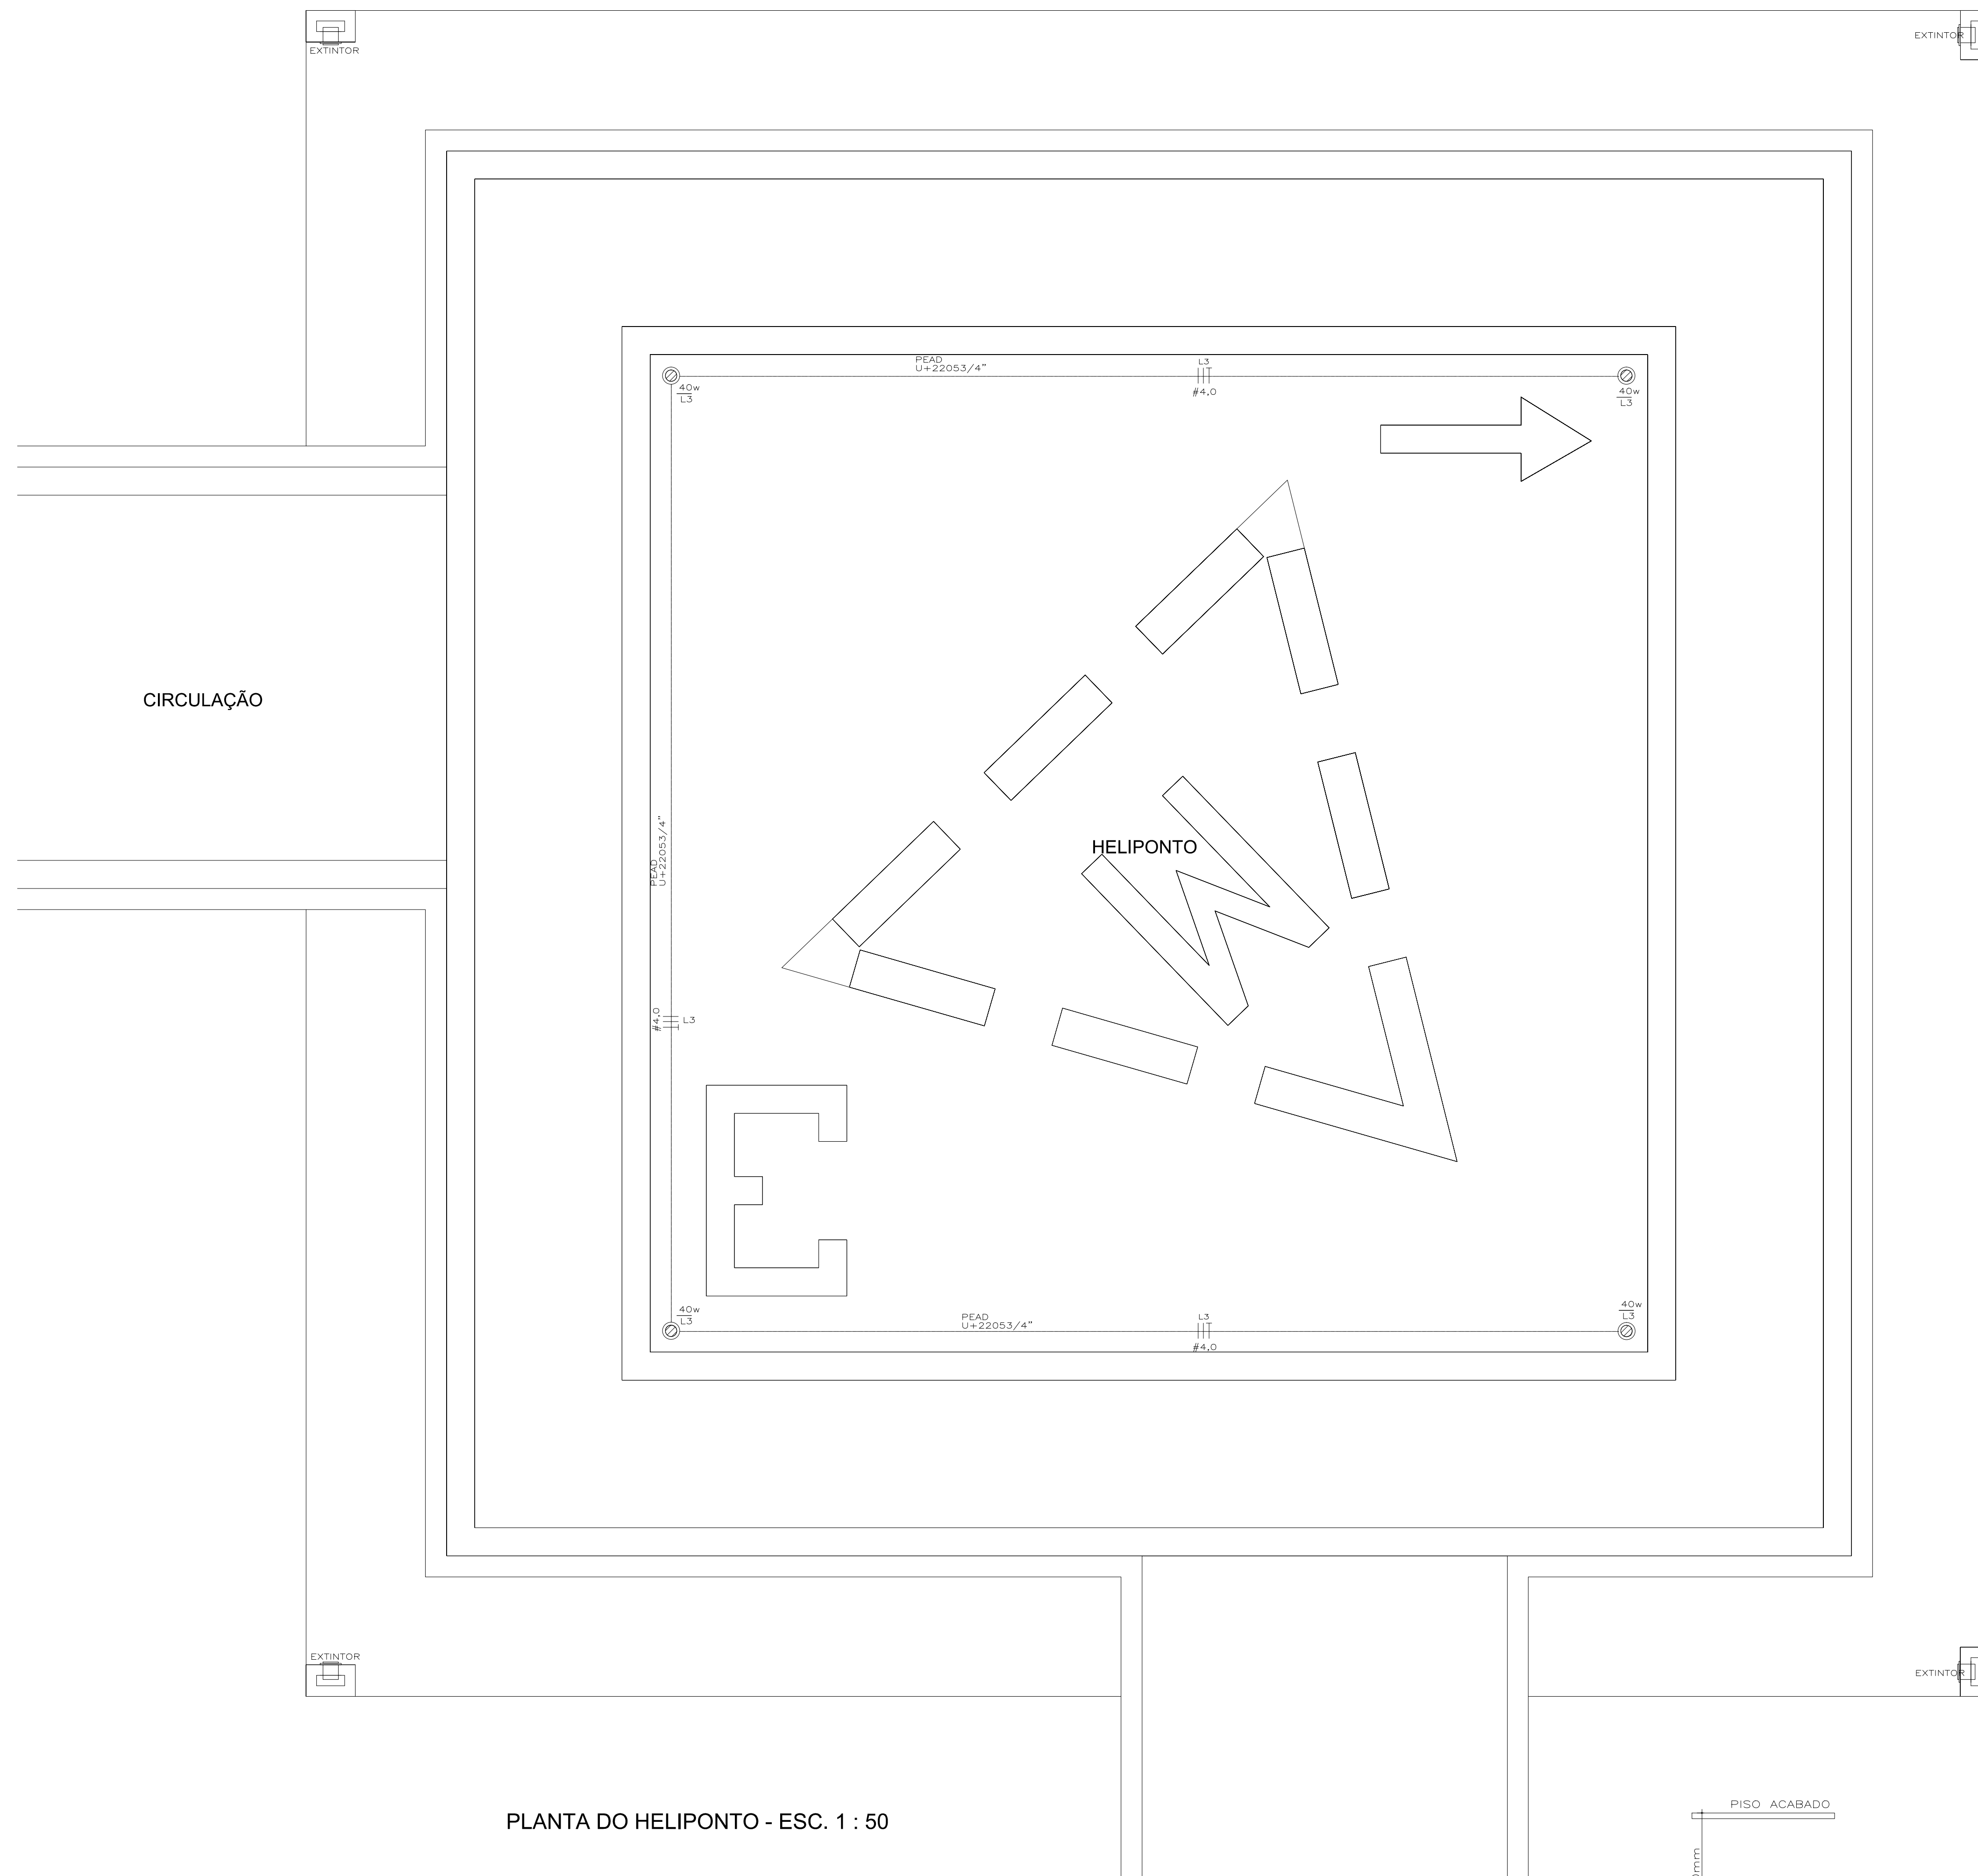 EXTINTOR
EXTINTOR
PEAD
U+22053/4"
L3
#4,0
40w
L3
40w
L3
CIRCULAÇÃO
HELIPONTO
PEAD
U+22053/4"
#4,0
L3
M
E
40w
L3
PEAD
U+22053/4"
L3
#4,0
40w
L3
EXTINTOR
EXTINTOR
PLANTA DO HELIPONTO - ESC. 1 : 50
PISO ACABADO